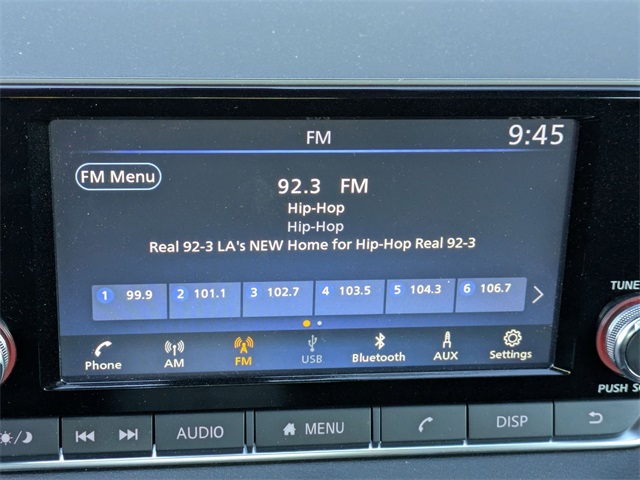 FM
9:45
FM Menu
92.3 FM
Hip-Hop
Hip-Hop
Real 92-3 LA's NEW Home for Hip-Hop Real 92-3
1 99.9 2 101.1 3 102.7 4 103.5 5 104.3 6 106.7
Phone AM FM USB Bluetooth AUX Settings
TUNE
PUSH
AUDIO MENU DISP